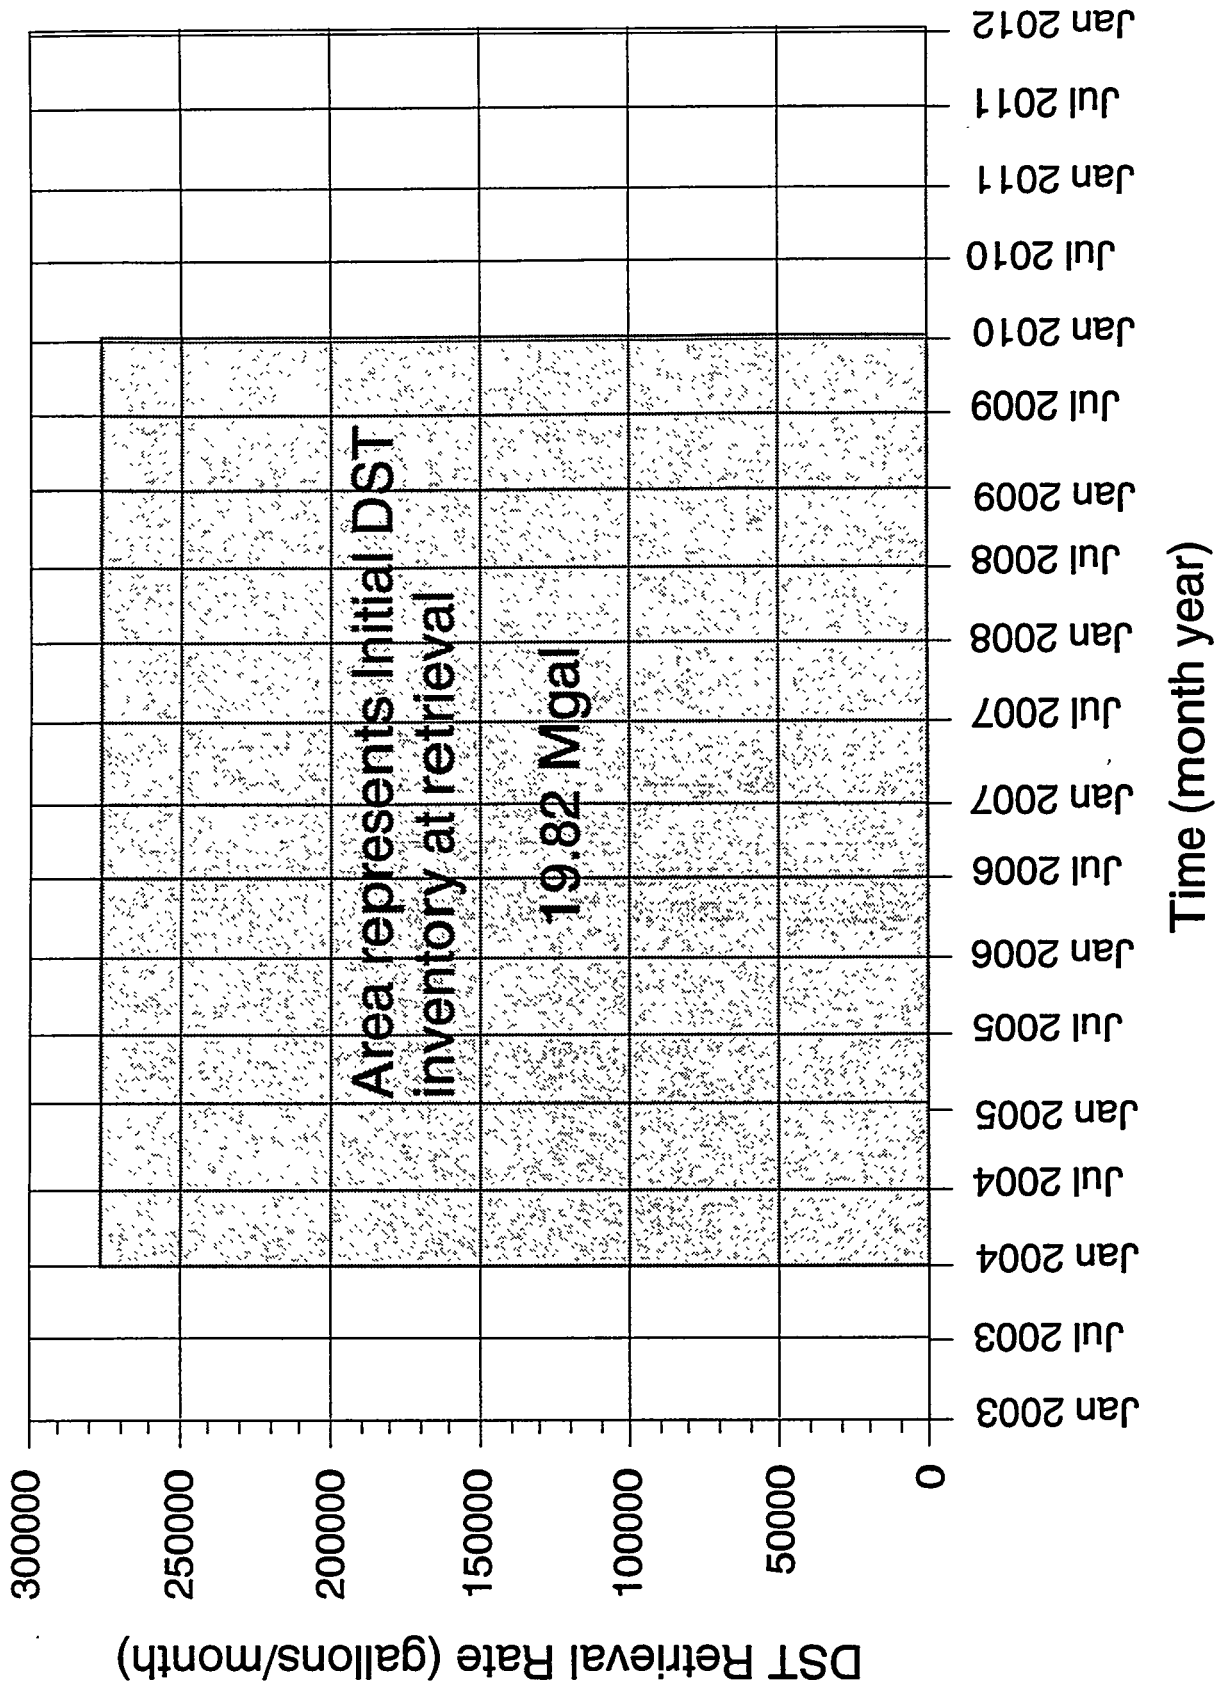 DST Retrieval Rate (gallons/month)
300000
250000
200000
150000
100000
50000
0
Area represents Initial DST
inventory at retrieval
19.82 Mgal
Jan 2003
Jul 2003
Jan 2004
Jul 2004
Jan 2005
Jul 2005
Jan 2006
Jul 2006
Jan 2007
Jul 2007
Jan 2008
Jul 2008
Jan 2009
Jul 2009
Jan 2010
Jul 2010
Jan 2011
Jul 2011
Jan 2012
Time (month year)